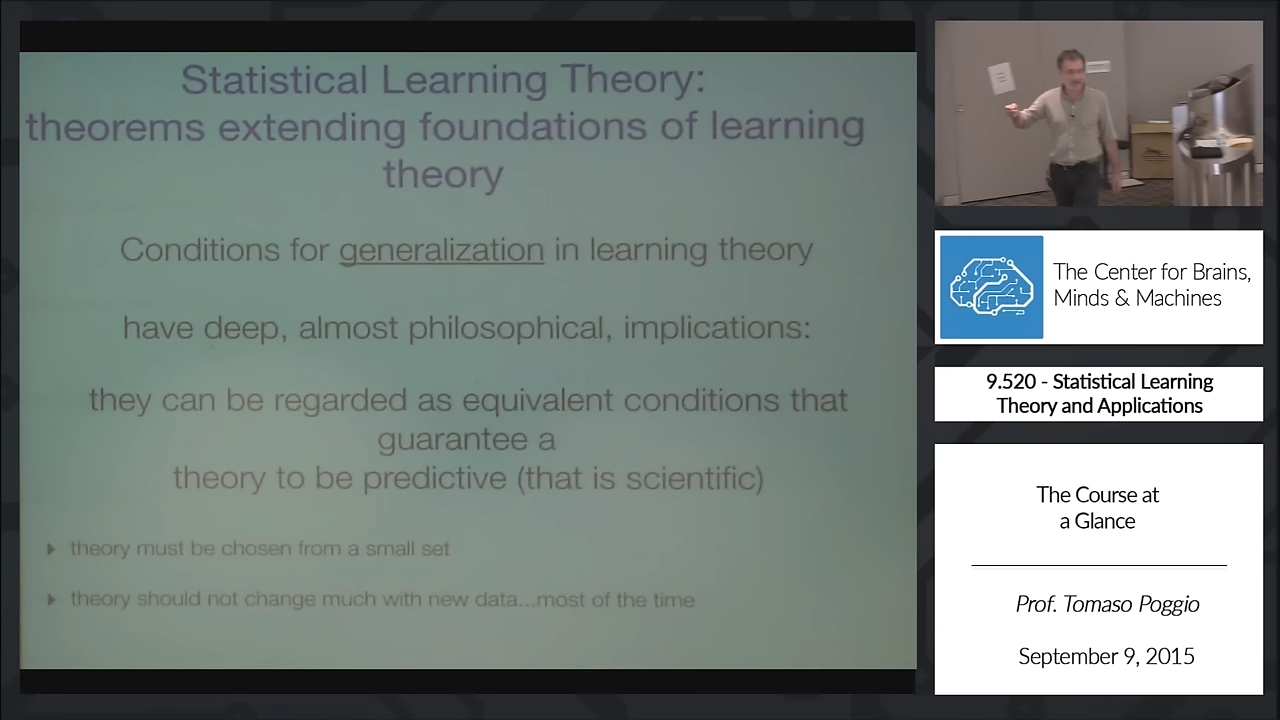 Statistical Learning Theory:
theorems extending foundations of learning
theory
Conditions for generalization in learning theory
have deep, almost philosophical, implications:
they can be regarded as equivalent conditions that
guarantee a
theory to be predictive (that is scientific)
theory must be chosen from a small set
theory should not change much with new data...most of the time
The Center for Brains,
Minds & Machines
9.520 - Statistical Learning
Theory and Applications
The Course at
a Glance
Prof. Tomaso Poggio
September 9, 2015